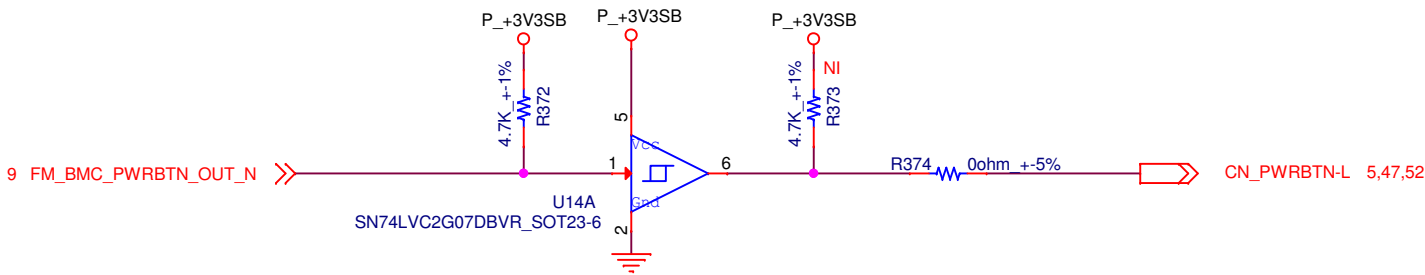 P_+3V3SB
P_+3V3SB
P_+3V3SB
4.7K_+-1%
R372
NI
4.7K_+-1%
R373
5
Vcc
9 FM_BMC_PWRBTN_OUT_N
1
6
R374 0ohm_+-5%
CN_PWRBTN-L 5,47,52
U14A
Gnd
SN74LVC2G07DBVR_SOT23-6
2